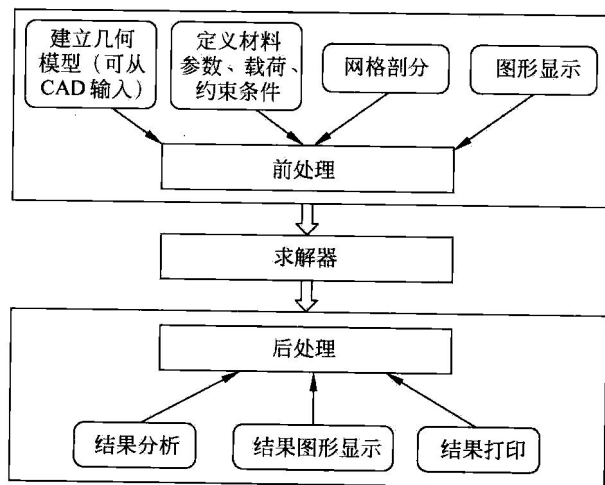 建立几何
模型（可从
CAD输入）
定义材料
参数、载荷、
约束条件
网格剖分
图形显示
前处理
求解器
后处理
结果分析
结果图形显示
结果打印